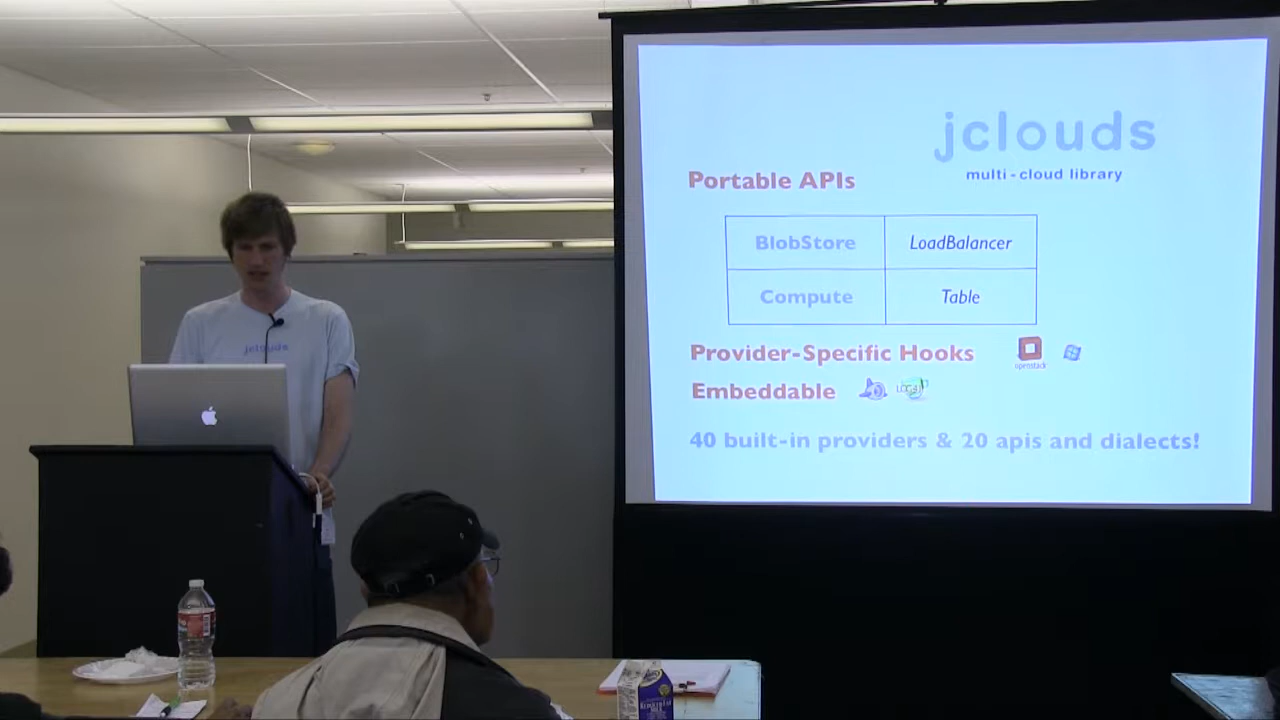 jclouds
multi-cloud library
Portable APIs
BlobStore LoadBalancer
Compute Table
Provider-Specific Hooks
openstack
Embeddable
40 built-in providers & 20 apis and dialects!
jclouds